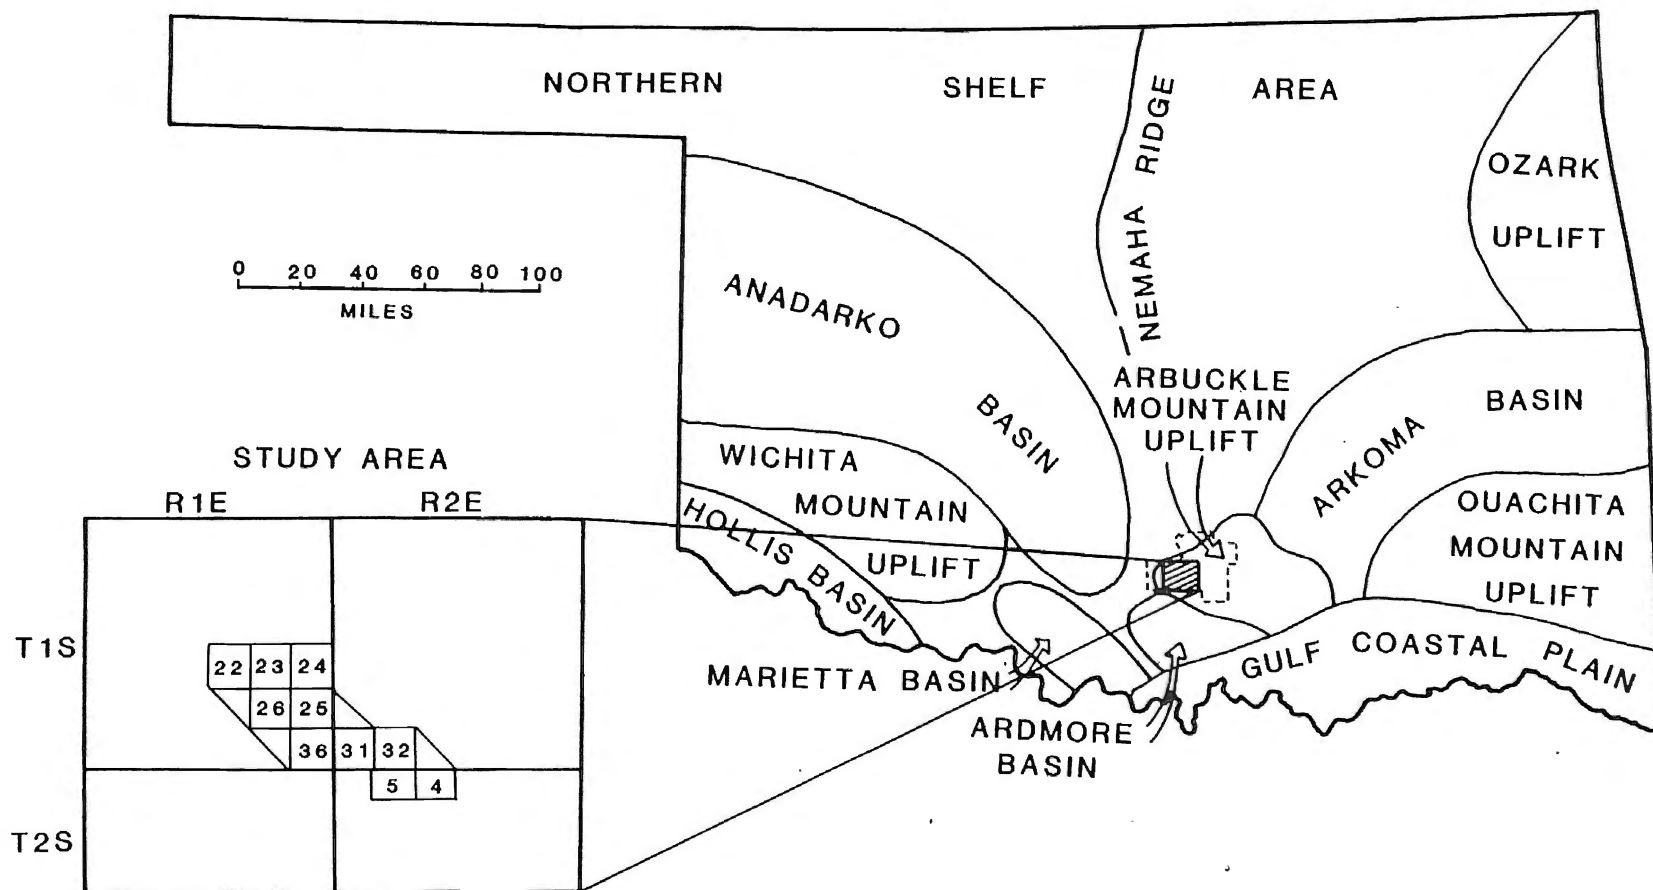 NORTHERN SHELF AREA
NEMAHA RIDGE
OZARK
UPLIFT
0 20 40 60 80 100
MILES
ANADARKO
BASIN
ARBUCKLE
MOUNTAIN
UPLIFT
ARKOMA
BASIN
WICHITA
MOUNTAIN
UPLIFT
HOLLIS BASIN
OUACHITA
MOUNTAIN
UPLIFT
GULF COASTAL PLAIN
MARIETTA BASIN
ARDMORE
BASIN
STUDY AREA
R1E R2E
T1S
22 23 24
26 25
36 31 32
5 4
T2S